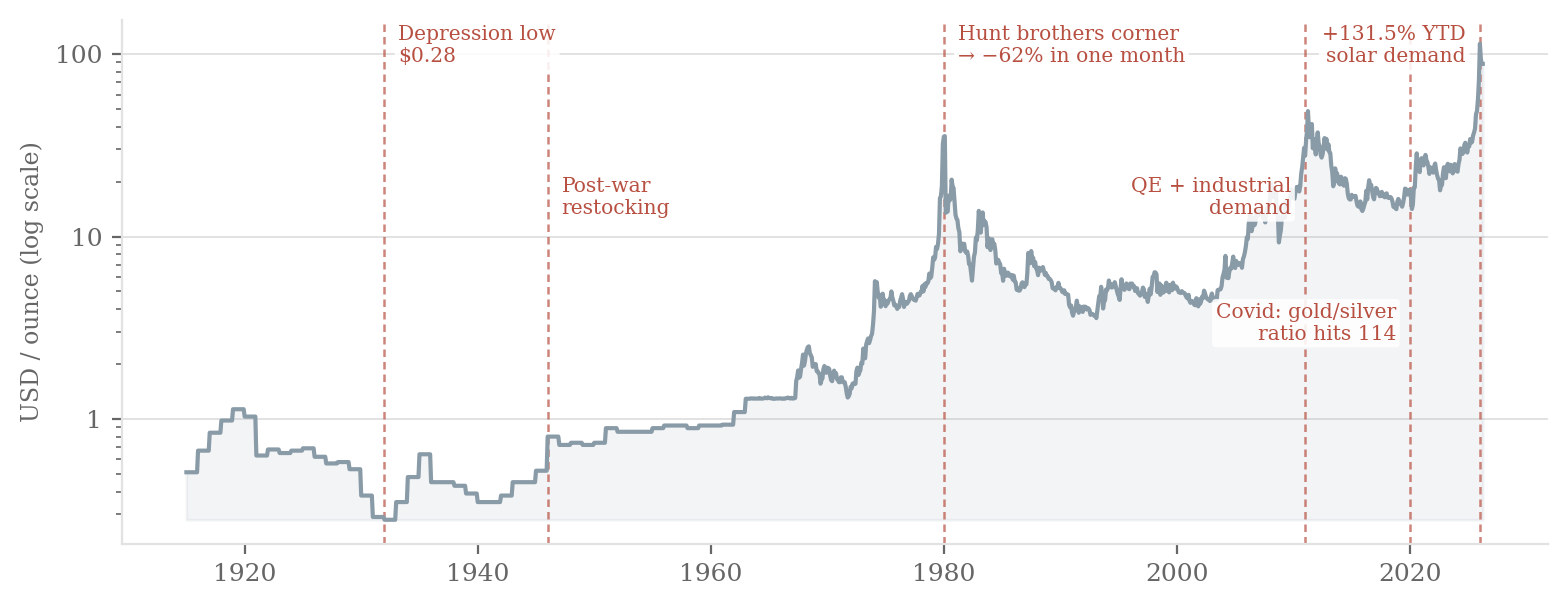 Depression low
$0.28
Hunt brothers corner
→ −62% in one month
+131.5% YTD
solar demand
Post-war
restocking
QE + industrial
demand
Covid: gold/silver
ratio hits 114
USD / ounce (log scale)
100
10
1
1920 1940 1960 1980 2000 2020